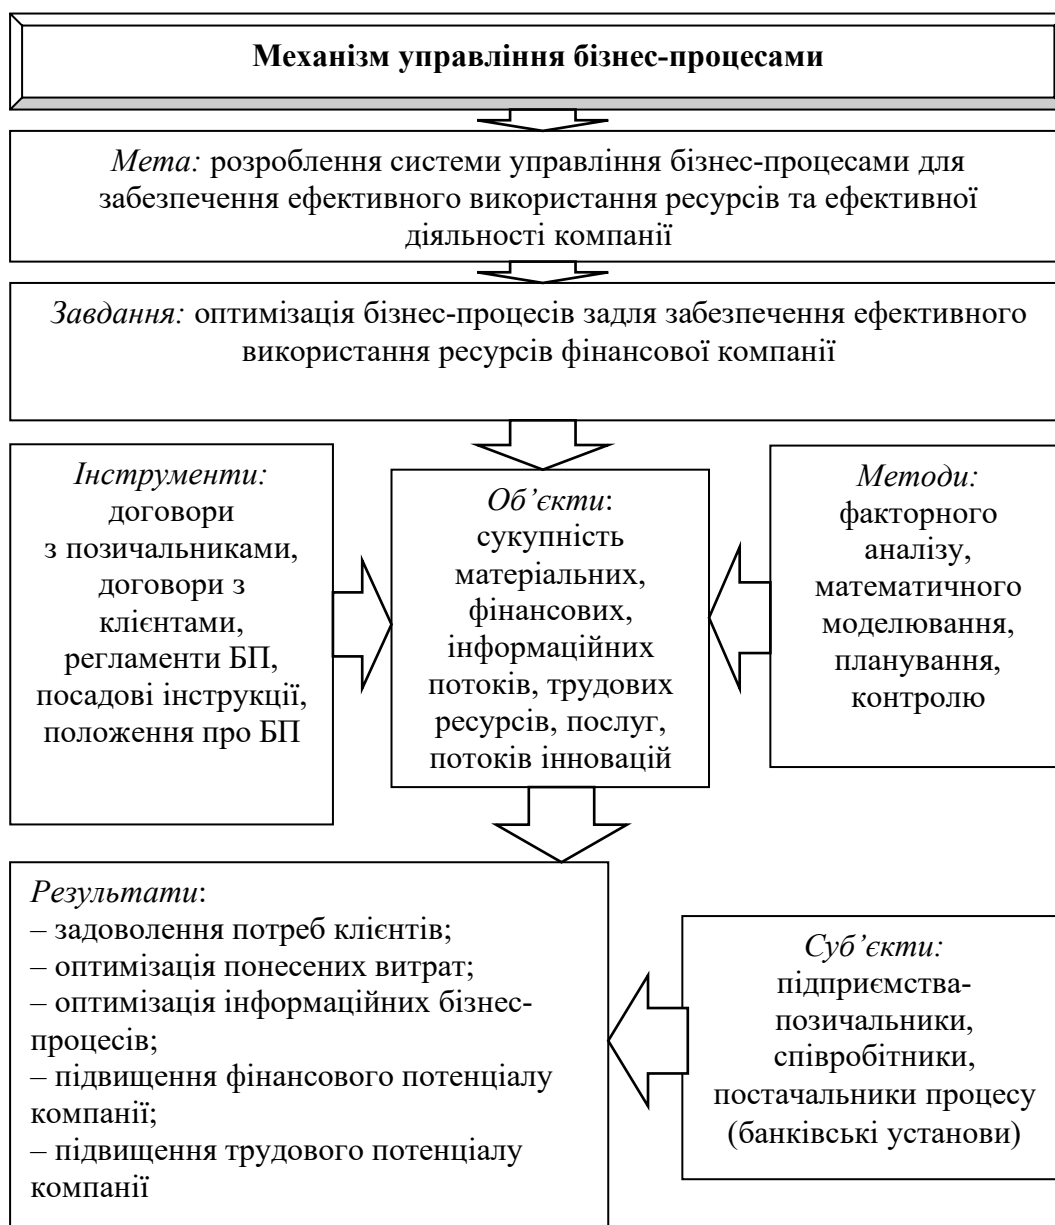 Механізм управління бізнес-процесами
Мета: розроблення системи управління бізнес-процесами для
забезпечення ефективного використання ресурсів та ефективної
діяльності компанії
Завдання: оптимізація бізнес-процесів задля забезпечення ефективного
використання ресурсів фінансової компанії
Інструменти:
договори
з позичальниками,
договори з
клієнтами,
регламенти БП,
посадові інструкції,
положення про БП
Об’єкти:
сукупність
матеріальних,
фінансових,
інформаційних
потоків, трудових
ресурсів, послуг,
потоків інновацій
Методи:
факторного
аналізу,
математичного
моделювання,
планування,
контролю
Результати:
– задоволення потреб клієнтів;
– оптимізація понесених витрат;
– оптимізація інформаційних бізнес-
процесів;
– підвищення фінансового потенціалу
компанії;
– підвищення трудового потенціалу
компанії
Суб’єкти:
підприємства-
позичальники,
співробітники,
постачальники процесу
(банківські установи)